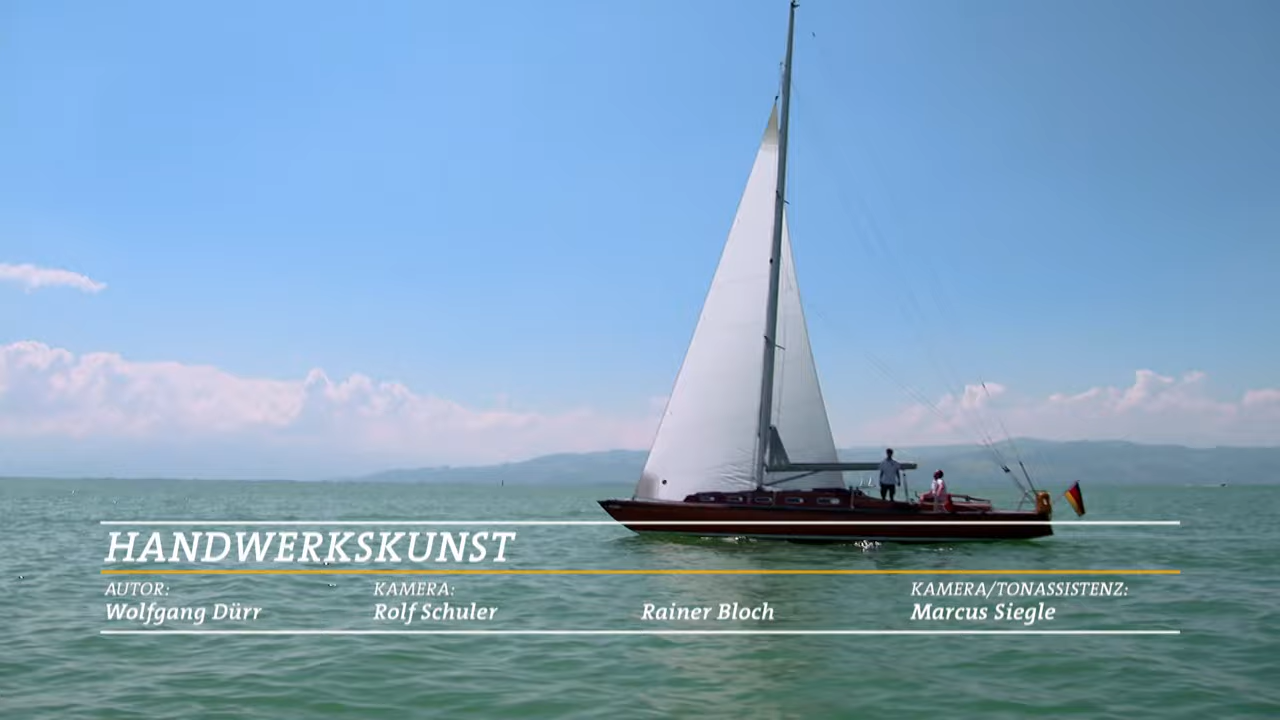 HANDWERKSKUNST
AUTOR: KAMERA: KAMERA/TONASSISTENZ:
Wolfgang Dürr Rolf Schuler Rainer Bloch Marcus Siegle